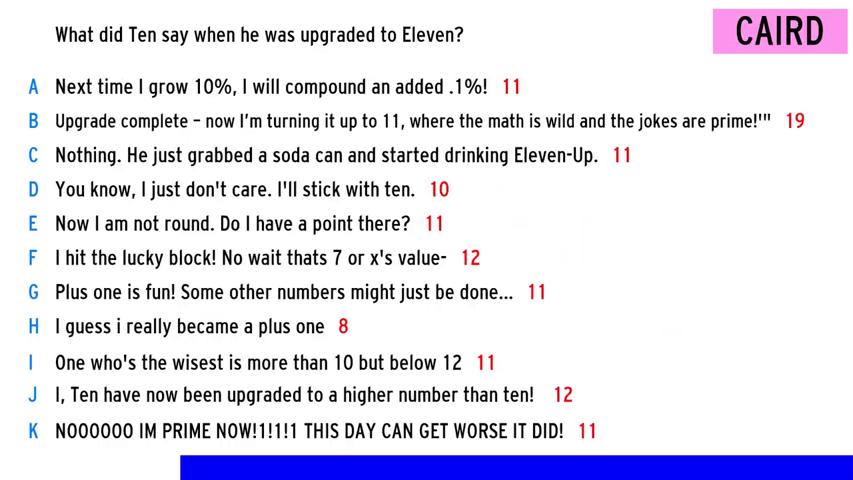 What did Ten say when he was upgraded to Eleven?
CAIRD
A Next time I grow 10%, I will compound an added .1%! 11
B Upgrade complete – now I'm turning it up to 11, where the math is wild and the jokes are prime!'" 19
C Nothing. He just grabbed a soda can and started drinking Eleven-Up. 11
D You know, I just don't care. I'll stick with ten. 10
E Now I am not round. Do I have a point there? 11
F I hit the lucky block! No wait thats 7 or x's value- 12
G Plus one is fun! Some other numbers might just be done... 11
H I guess i really became a plus one 8
I One who's the wisest is more than 10 but below 12 11
J I, Ten have now been upgraded to a higher number than ten! 12
K NOOOOOO IM PRIME NOW!1!1!1 THIS DAY CAN GET WORSE IT DID! 11